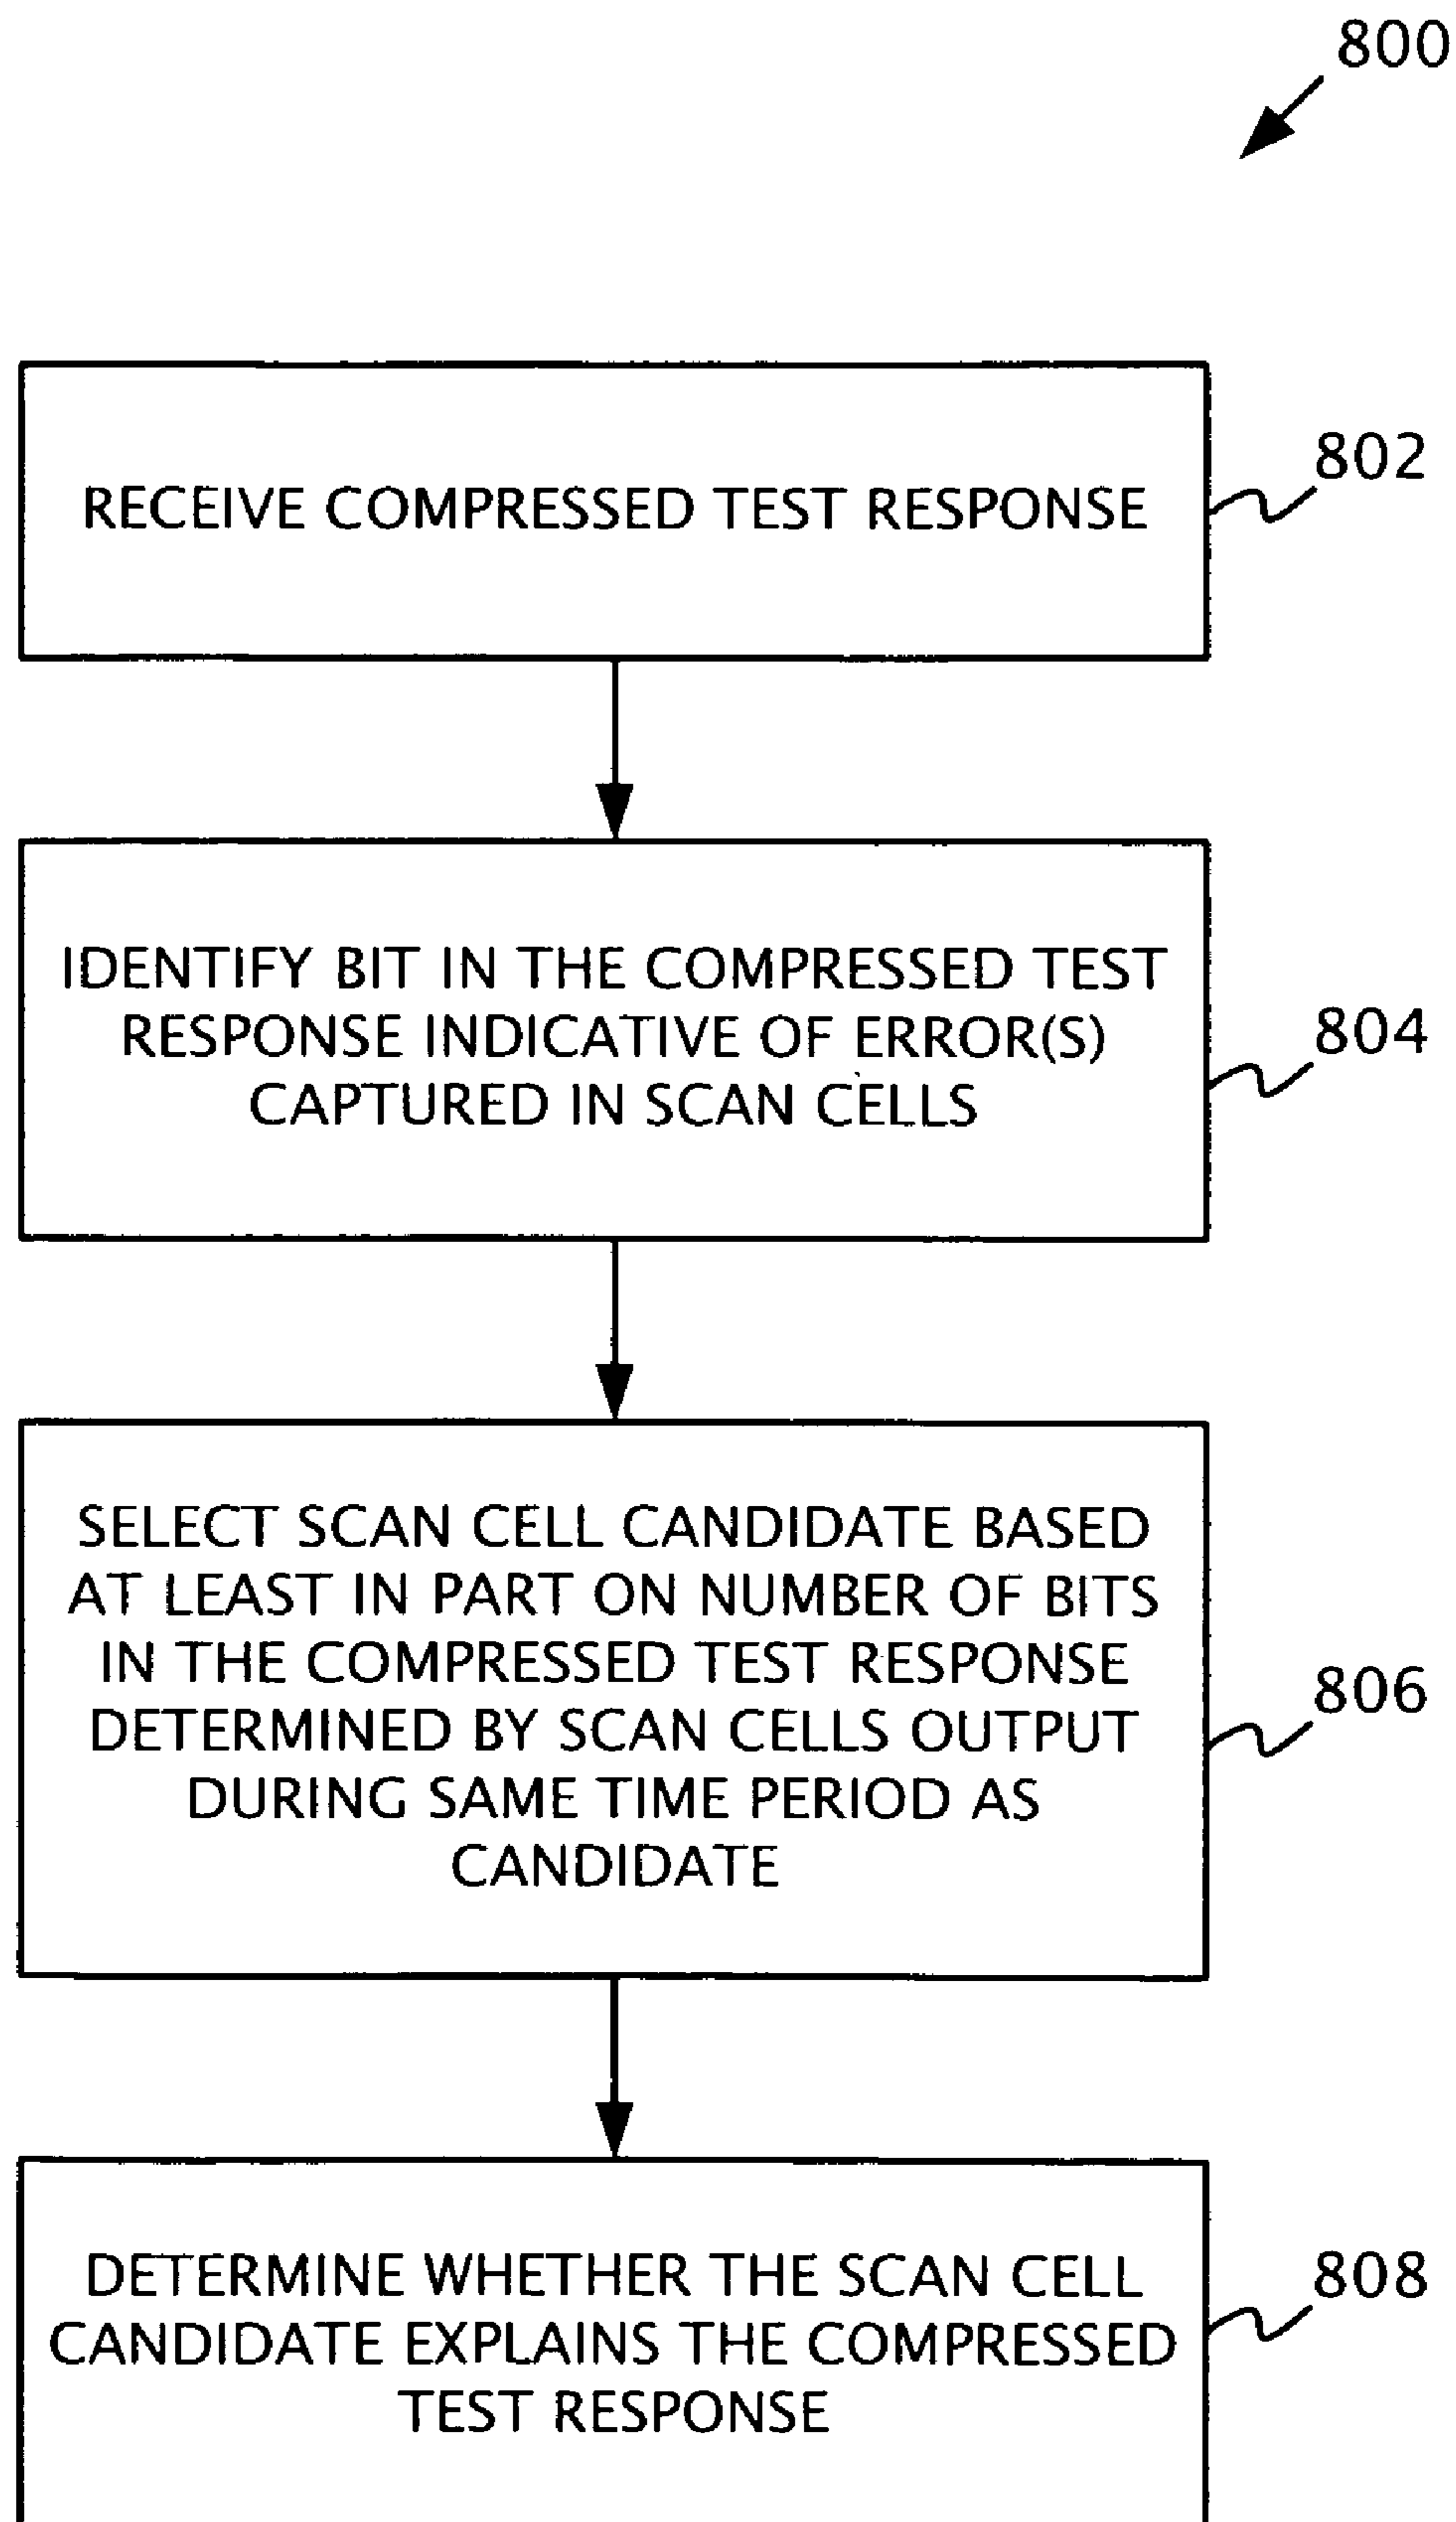 800
RECEIVE COMPRESSED TEST RESPONSE
802
IDENTIFY BIT IN THE COMPRESSED TEST
RESPONSE INDICATIVE OF ERROR(S)
CAPTURED IN SCAN CELLS
804
SELECT SCAN CELL CANDIDATE BASED
AT LEAST IN PART ON NUMBER OF BITS
IN THE COMPRESSED TEST RESPONSE
DETERMINED BY SCAN CELLS OUTPUT
DURING SAME TIME PERIOD AS
CANDIDATE
806
DETERMINE WHETHER THE SCAN CELL
CANDIDATE EXPLAINS THE COMPRESSED
TEST RESPONSE
808